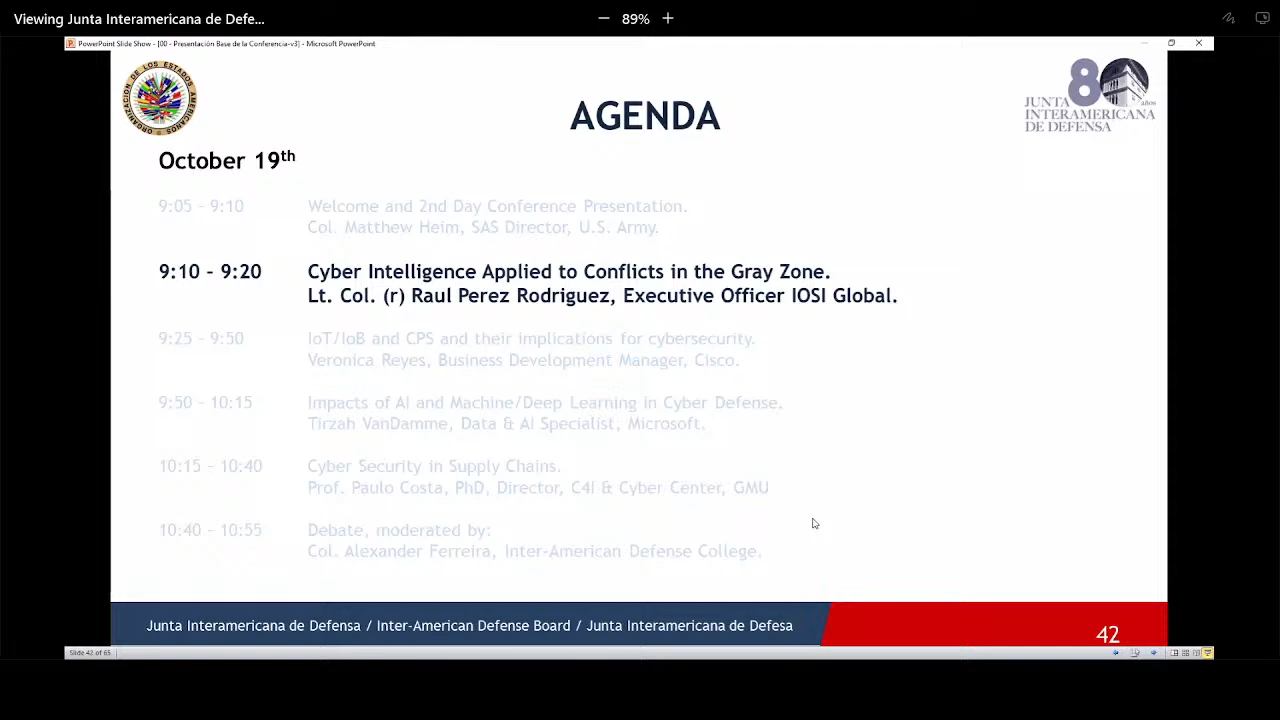 Viewing Junta Interamericana de Defe...
89%
PowerPoint Slide Show - [00 - Presentación Base de la Conferencia-v3] - Microsoft PowerPoint
ORGANIZACION DE LOS ESTADOS AMERICANOS
80 años
JUNTA
INTERAMERICANA
DE DEFENSA
AGENDA
October 19th
9:05 – 9:10 Welcome and 2nd Day Conference Presentation.
Col. Matthew Heim, SAS Director, U.S. Army.
9:10 – 9:20 Cyber Intelligence Applied to Conflicts in the Gray Zone.
Lt. Col. (r) Raul Perez Rodriguez, Executive Officer IOSI Global.
9:25 – 9:50 IoT/IoB and CPS and their implications for cybersecurity.
Veronica Reyes, Business Development Manager, Cisco.
9:50 – 10:15 Impacts of AI and Machine/Deep Learning in Cyber Defense.
Tirzah VanDamme, Data & AI Specialist, Microsoft.
10:15 – 10:40 Cyber Security in Supply Chains.
Prof. Paulo Costa, PhD, Director, C4I & Cyber Center, GMU
10:40 – 10:55 Debate, moderated by:
Col. Alexander Ferreira, Inter-American Defense College.
Junta Interamericana de Defensa / Inter-American Defense Board / Junta Interamericana de Defesa
42
Slide 42 of 65